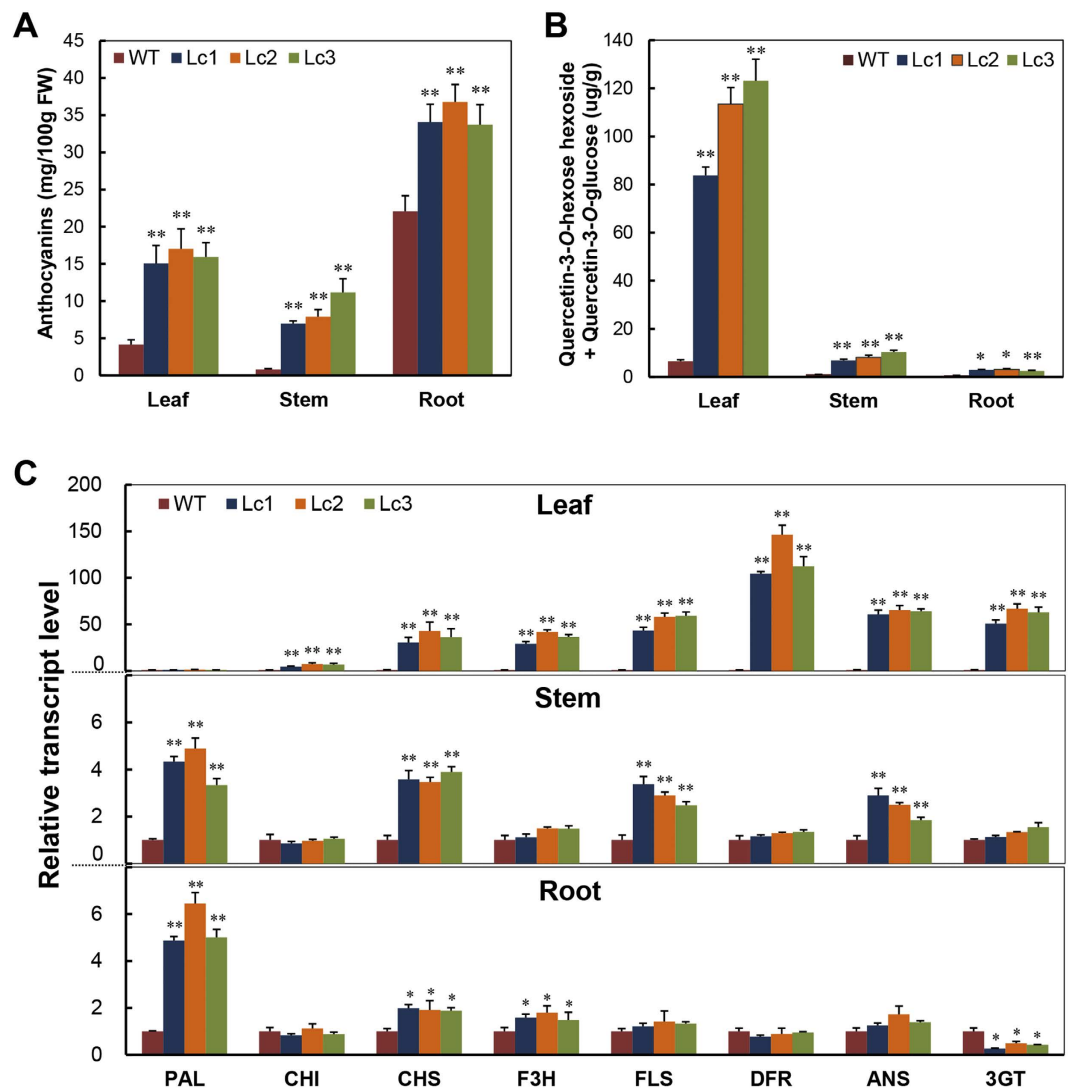 A
45
40
35
30
25
20
15
10
5
0
Anthocyanins (mg/100g FW)
WT Lc1 Lc2 Lc3
** ** **
** ** **
** ** **
Leaf Stem Root
B
140
120
100
80
60
40
20
0
Quercetin-3-O-hexose hexoside
+ Quercetin-3-O-glucose (ug/g)
WT Lc1 Lc2 Lc3
** ** **
** ** **
* * **
Leaf Stem Root
C
Relative transcript level
WT Lc1 Lc2 Lc3
Leaf
200
150
100
50
0
** ** **
** ** **
** ** **
** ** **
** ** **
** ** **
** ** **
Stem
6
4
2
0
** ** **
** ** **
** ** **
** ** **
Root
6
4
2
0
** ** **
* * *
* * *
* * *
PAL CHI CHS F3H FLS DFR ANS 3GT